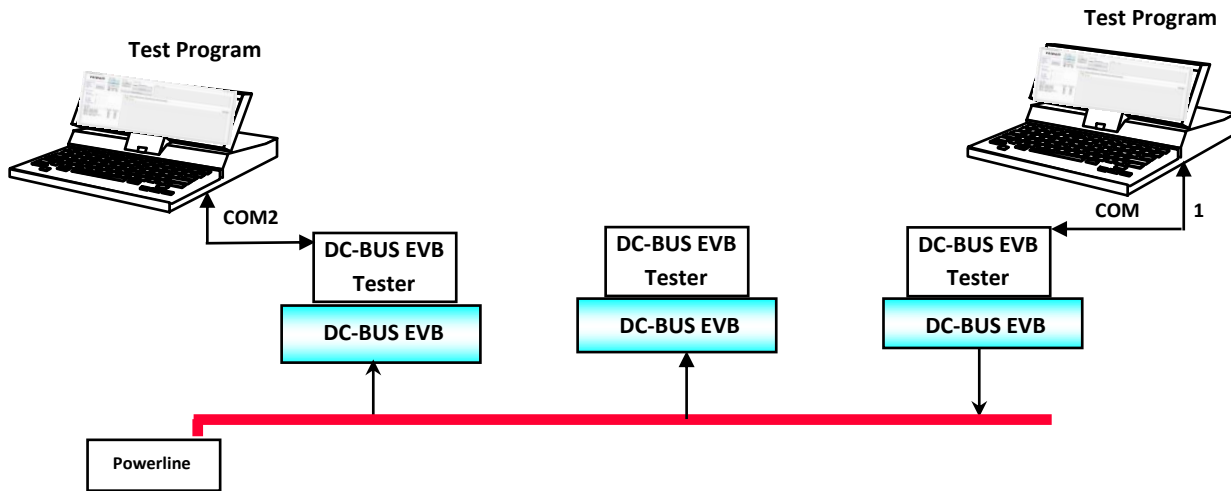 Test Program
Test Program
COM2
COM 1
DC-BUS EVB
Tester
DC-BUS EVB
DC-BUS EVB
Tester
DC-BUS EVB
DC-BUS EVB
Tester
DC-BUS EVB
Powerline